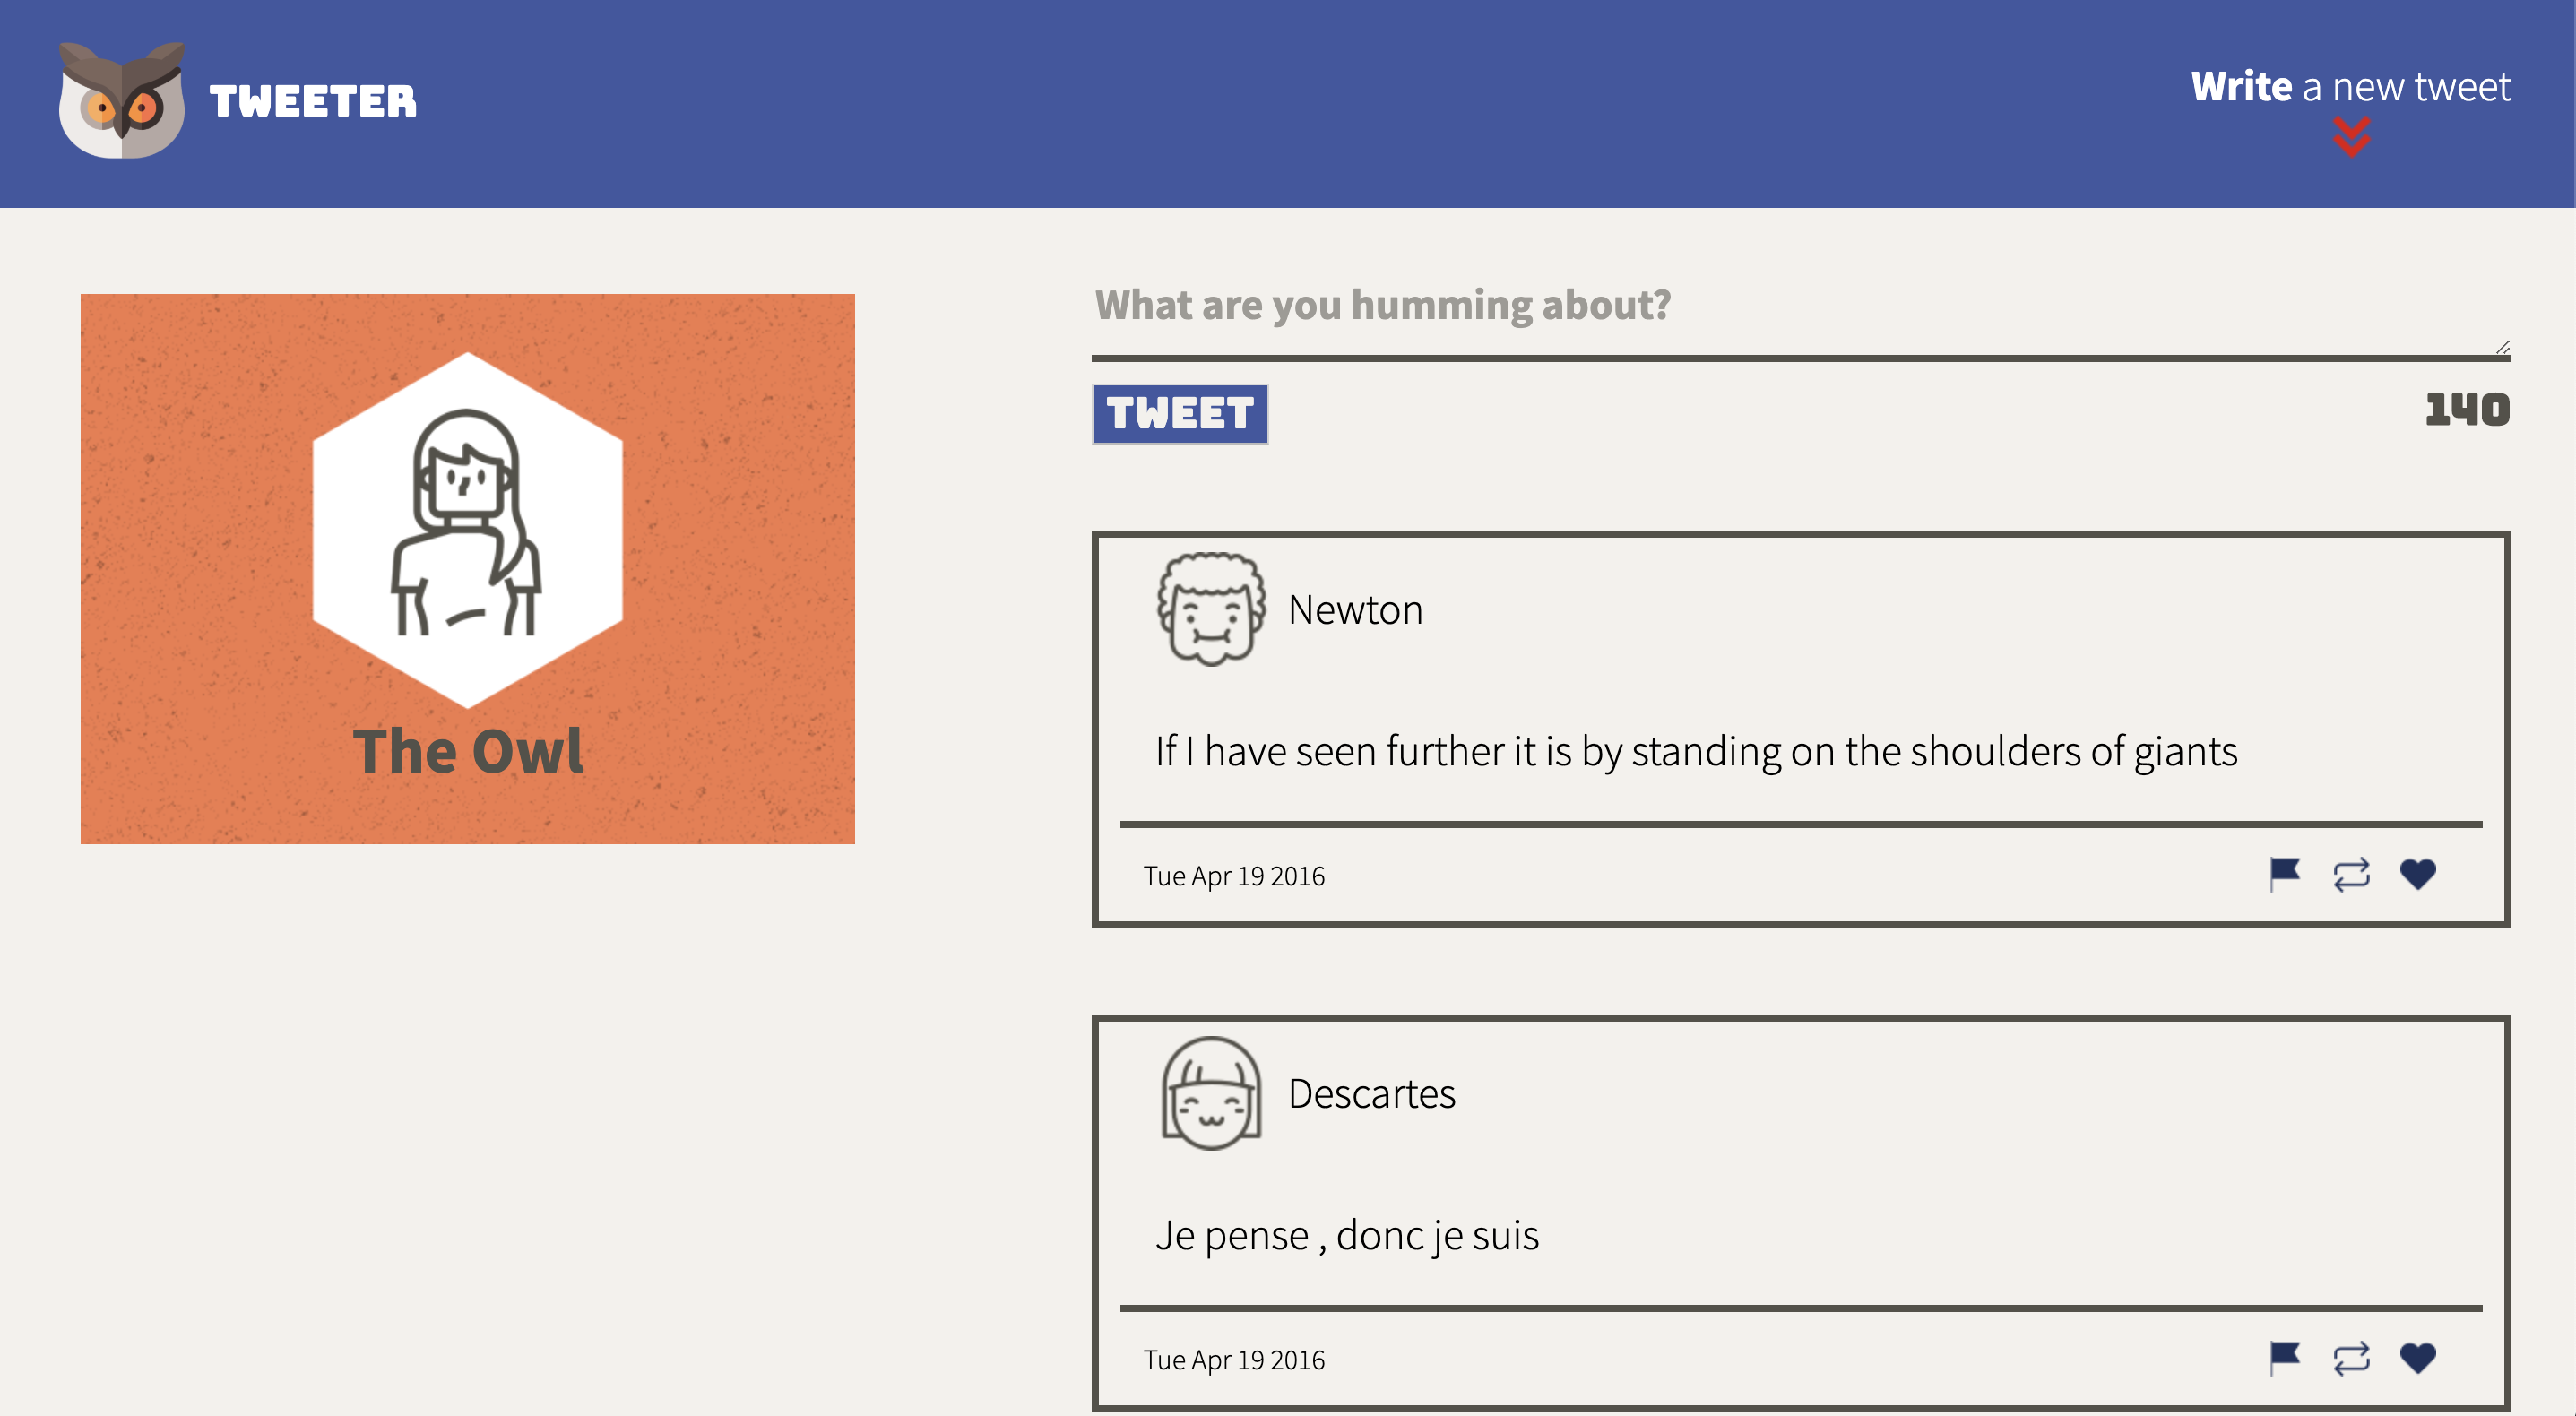 TWEETER
Write a new tweet
The Owl
What are you humming about?
TWEET
140
Newton
If I have seen further it is by standing on the shoulders of giants
Tue Apr 19 2016
Descartes
Je pense , donc je suis
Tue Apr 19 2016